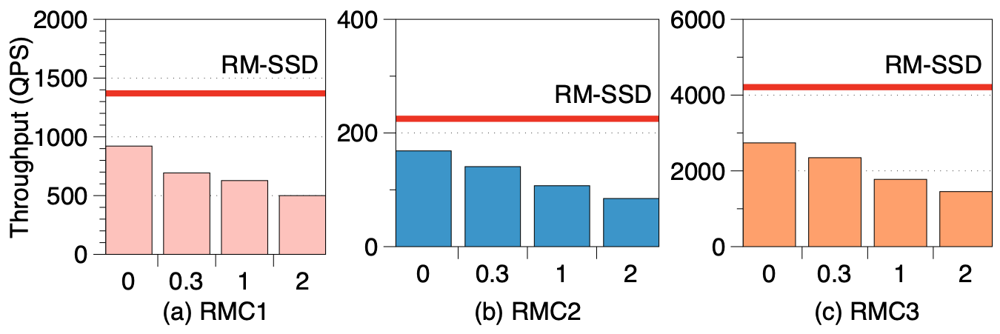 Throughput (QPS)
2000
1500
1000
500
0
RM-SSD
0 0.3 1 2
(a) RMC1
400
200
0
RM-SSD
0 0.3 1 2
(b) RMC2
6000
4000
2000
0
RM-SSD
0 0.3 1 2
(c) RMC3